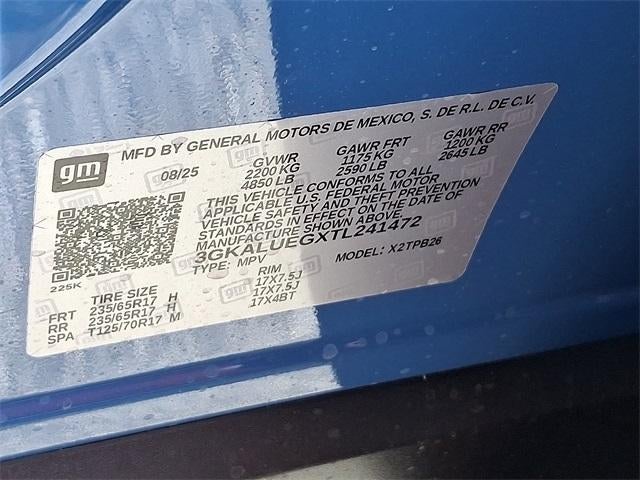 gm
MFD BY GENERAL MOTORS DE MEXICO, S. DE R.L. DE C.V.
08/25 GVWR GAWR FRT GAWR RR
2200 KG 1175 KG 1200 KG
4850 LB 2590 LB 2645 LB
THIS VEHICLE CONFORMS TO ALL
APPLICABLE U.S. FEDERAL MOTOR
VEHICLE SAFETY AND THEFT PREVENTION
STANDARDS IN EFFECT ON THE DATE OF
MANUFACTURE SHOWN ABOVE.
3GKALUEGXTL241472
TYPE: MPV MODEL: X2TPB26
225K
TIRE SIZE RIM
FRT 235/65R17 H 17X7.5J
RR 235/65R17 H 17X7.5J
SPA T125/70R17 M 17X4BT